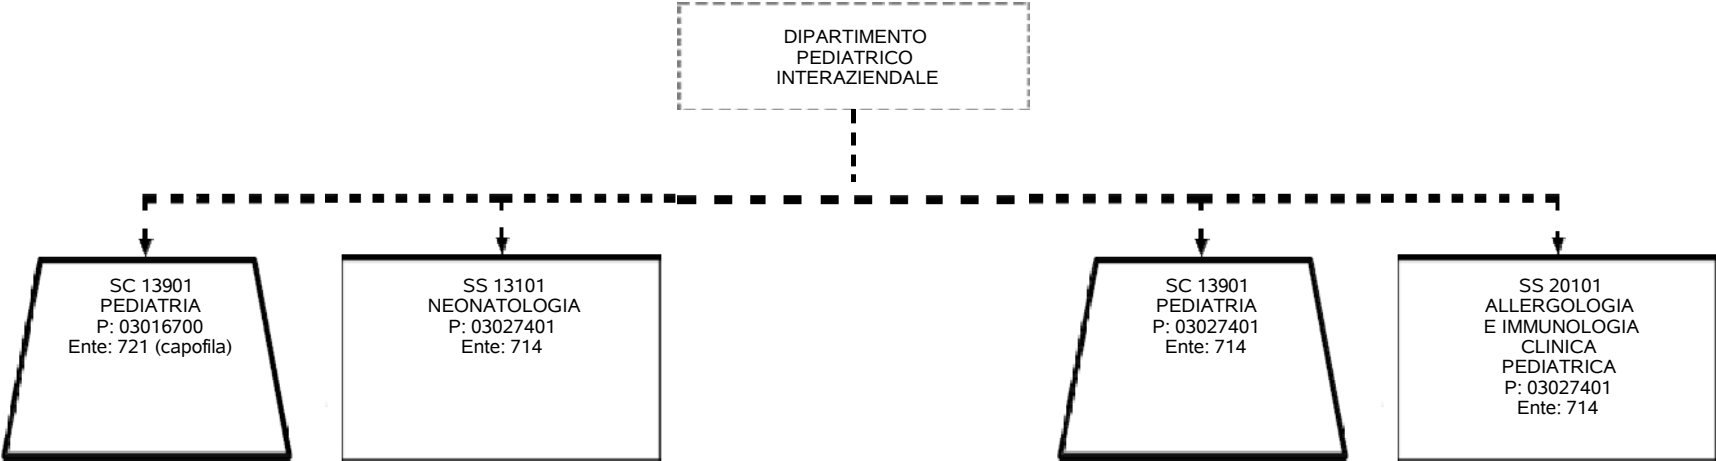 DIPARTIMENTO
PEDIATRICO
INTERAZIENDALE
SC 13901
PEDIATRIA
P: 03016700
Ente: 721 (capofila)
SS 13101
NEONATOLOGIA
P: 03027401
Ente: 714
SC 13901
PEDIATRIA
P: 03027401
Ente: 714
SS 20101
ALLERGOLOGIA
E IMMUNOLOGIA
CLINICA
PEDIATRICA
P: 03027401
Ente: 714